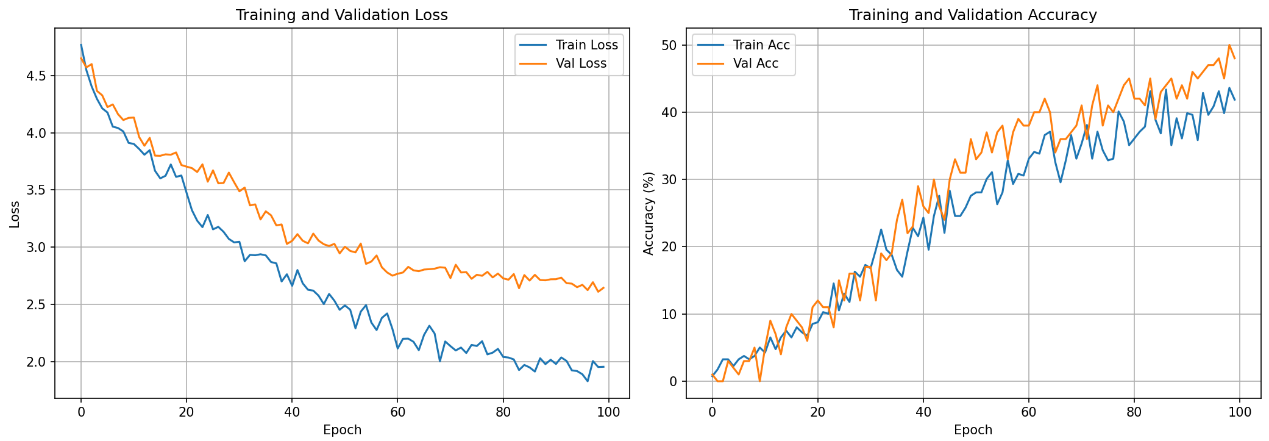 Training and Validation Loss
Train Loss
Val Loss
4.5
4.0
3.5
3.0
2.5
2.0
Loss
0 20 40 60 80 100
Epoch
Training and Validation Accuracy
Train Acc
Val Acc
50
40
30
20
10
0
Accuracy (%)
0 20 40 60 80 100
Epoch